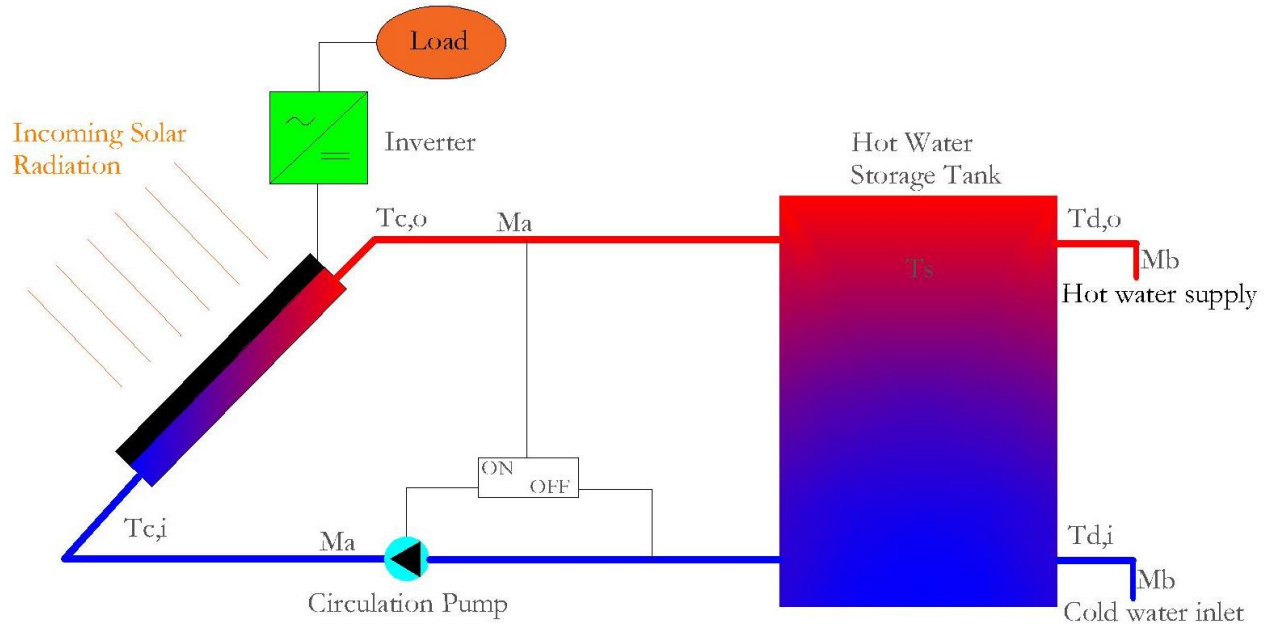 Load
Incoming Solar
Radiation
Inverter
Hot Water
Storage Tank
Tc,o
Ma
Td,o
Ts
Mb
Hot water supply
ON
OFF
Tc,i
Ma
Td,i
Mb
Circulation Pump
Cold water inlet